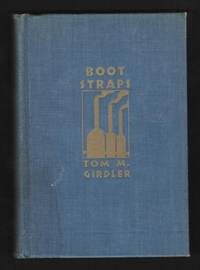 BOOT
STRAPS
TOM M.
GIRDLER